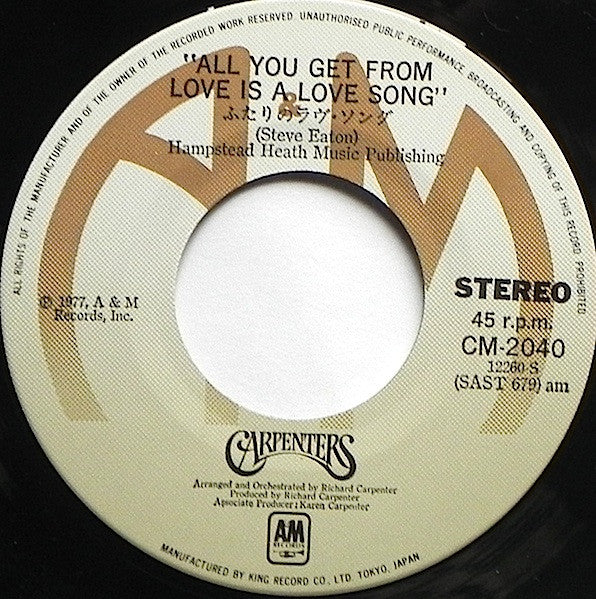 ALL RIGHTS OF THE MANUFACTURER AND OF THE OWNER OF THE RECORDED WORK RESERVED. UNAUTHORISED PUBLIC PERFORMANCE, BROADCASTING AND COPYING OF THIS RECORD PROHIBITED
"ALL YOU GET FROM
LOVE IS A LOVE SONG"
&
ふたりのラヴ・ソング
(Steve Eaton)
Hampstead Heath Music Publishing
A M
℗ 1977, A & M
Records, Inc.
STEREO
45 r.p.m.
CM-2040
12260-S
(SAST 679) am
CARPENTERS
Arranged and Orchestrated by Richard Carpenter
Produced by Richard Carpenter
Apsociate Producer: Karen Carpenter
AM
RECORDS
MANUFACTURED BY KING RECORD CO., LTD. TOKYO, JAPAN